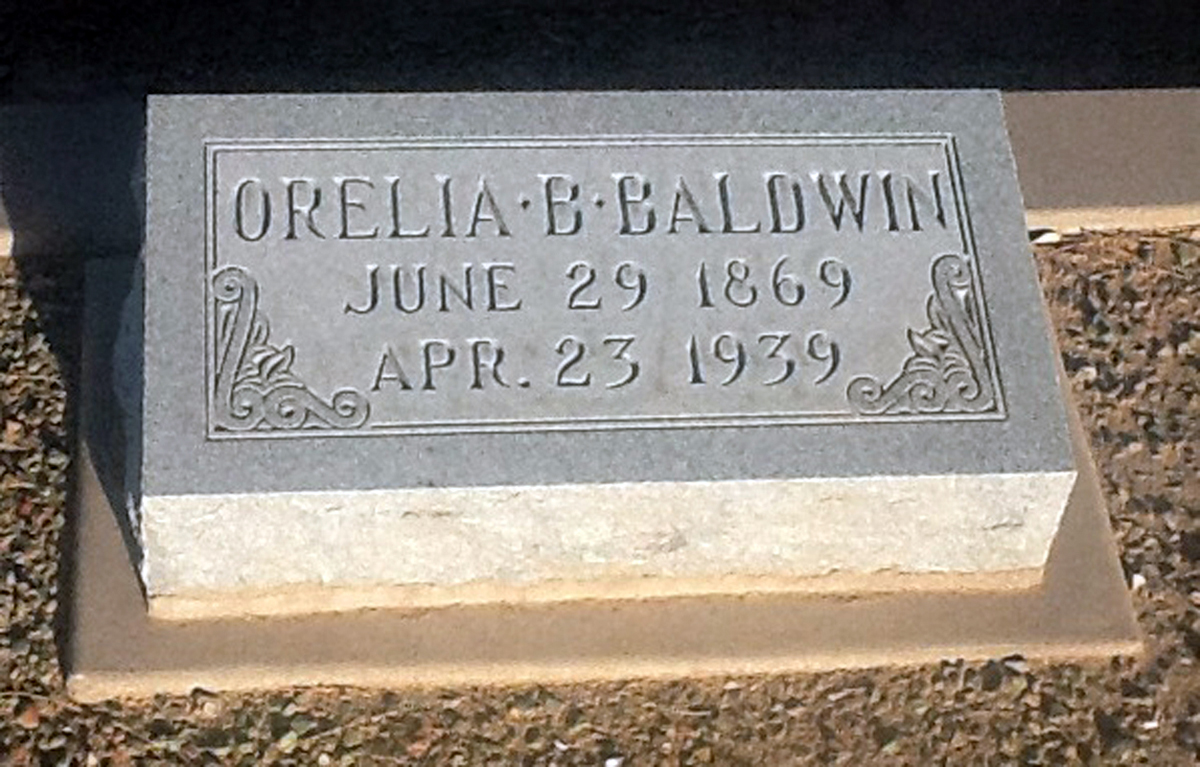 ORELIA·B·BALDWIN
JUNE 29 1869
APR. 23 1939